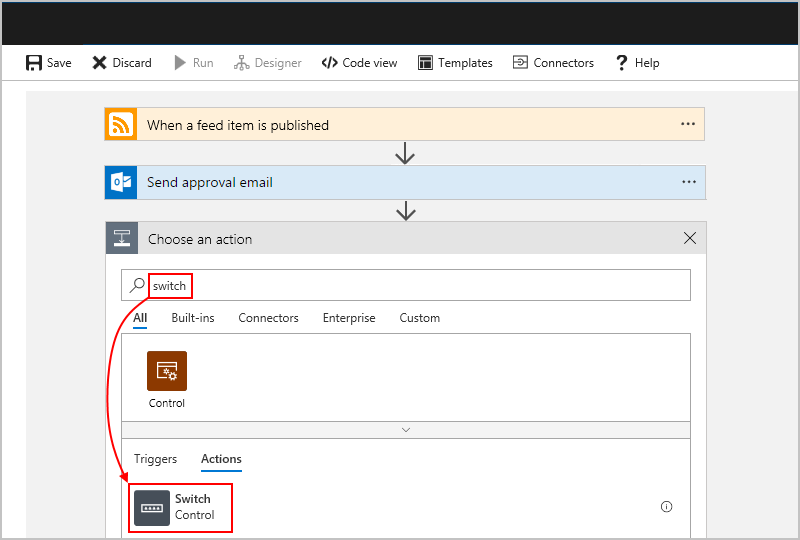 Save Discard Run Designer Code view Templates Connectors Help
When a feed item is published
Send approval email
Choose an action
switch
All Built-ins Connectors Enterprise Custom
Control
Triggers Actions
Switch
Control